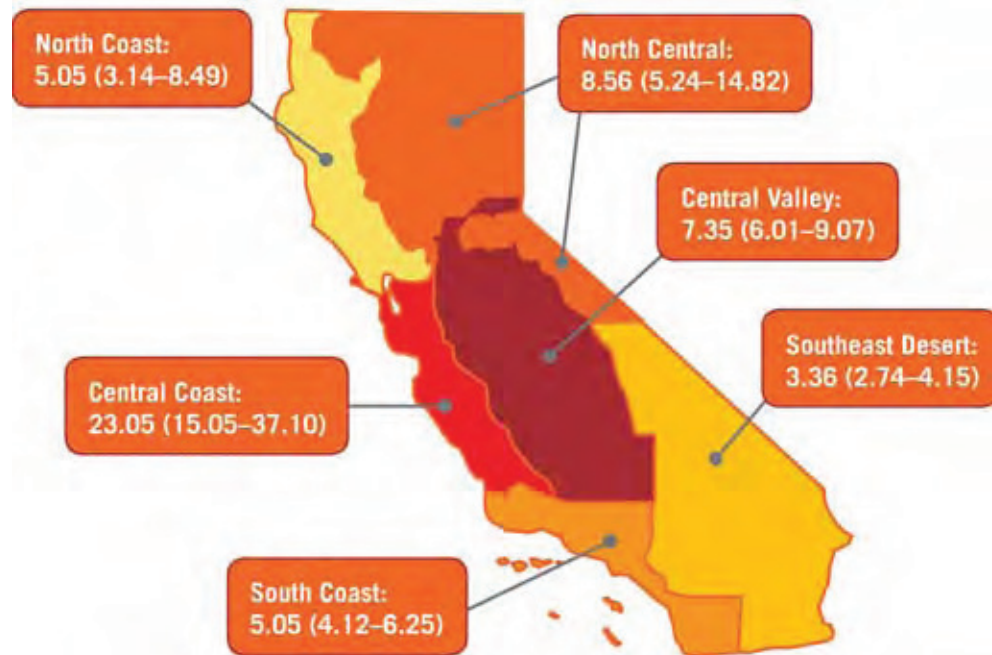 North Coast:
5.05 (3.14–8.49)
North Central:
8.56 (5.24–14.82)
Central Valley:
7.35 (6.01–9.07)
Southeast Desert:
3.36 (2.74–4.15)
Central Coast:
23.05 (15.05–37.10)
South Coast:
5.05 (4.12–6.25)